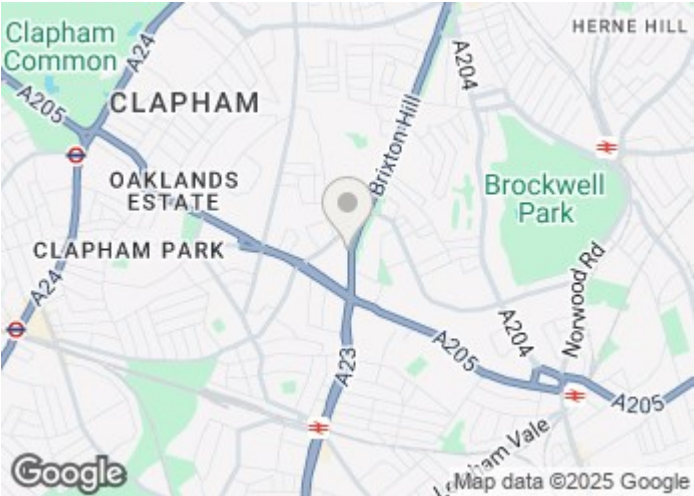 Clapham
Common
A24
A204
HERNE HILL
A205
CLAPHAM
Brixton Hill
OAKLANDS
ESTATE
Brockwell
Park
CLAPHAM PARK
A24
Norwood Rd
A204
A205
A23
A205
Vale
Google
Map data ©2025 Google